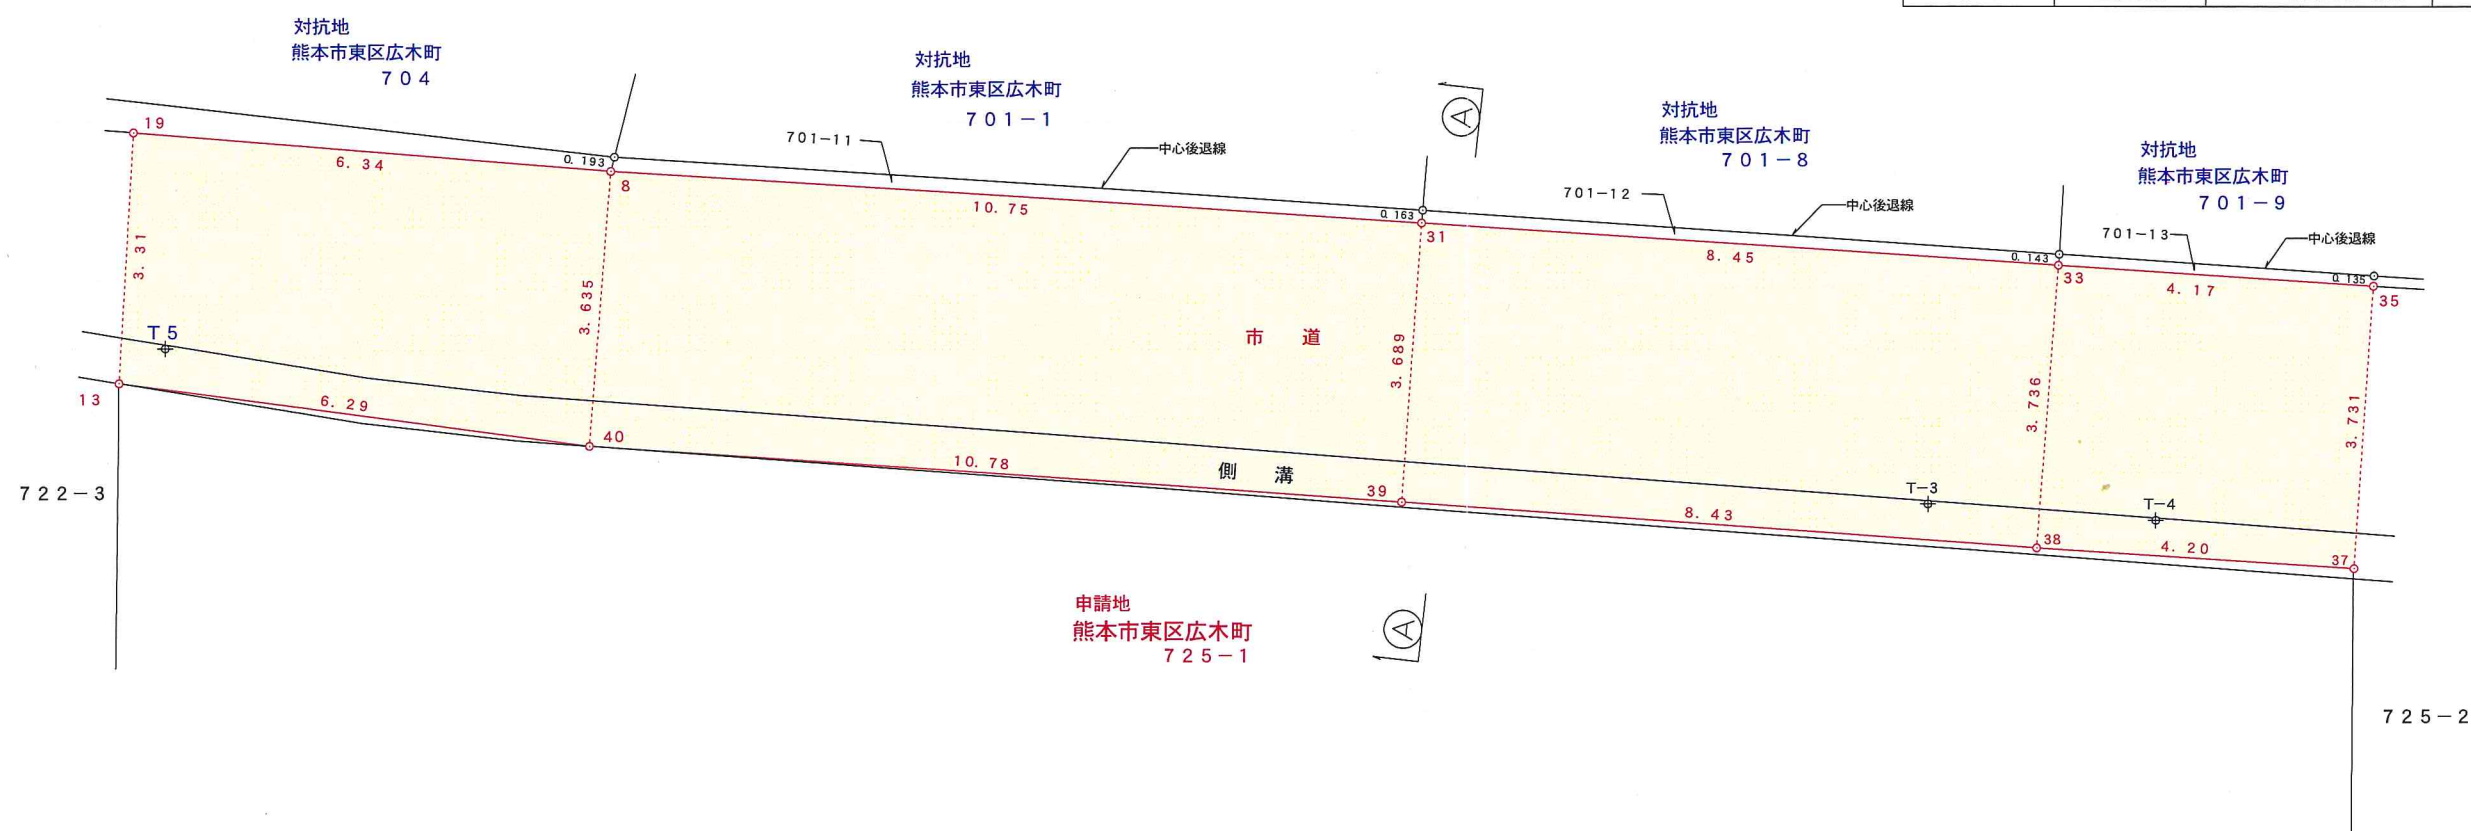 対抗地
熊本市東区広木町
704
対抗地
熊本市東区広木町
701-1
対抗地
熊本市東区広木町
701-8
対抗地
熊本市東区広木町
701-9
A
701-11
中心後退線
701-12
中心後退線
701-13
中心後退線
19
6.34
0.193
8
10.75
0.163
31
8.45
0.143
33
4.17
0.135
35
3.31
3.635
3.689
3.736
3.731
市道
T5
T-3
T-4
側溝
13
6.29
40
10.78
39
8.43
38
4.20
37
722-3
725-2
申請地
熊本市東区広木町
725-1
A